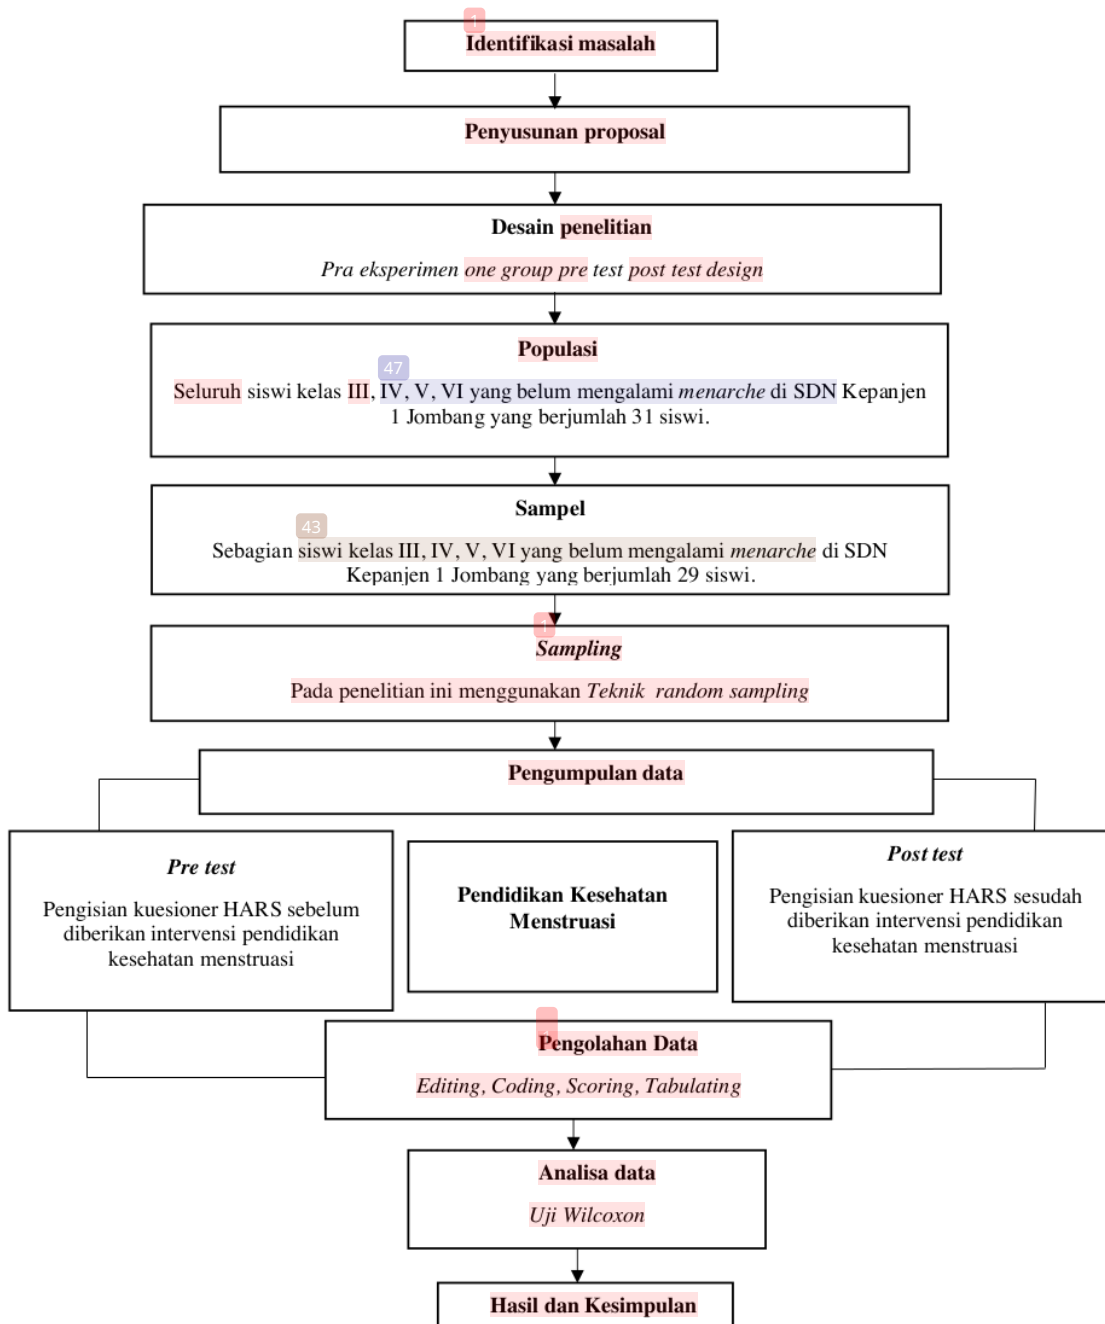 1
Identifikasi masalah
Penyusunan proposal
Desain penelitian
Pra eksperimen one group pre test post test design
Populasi
47
Seluruh siswi kelas III, IV, V, VI yang belum mengalami menarche di SDN Kepanjen
1 Jombang yang berjumlah 31 siswi.
Sampel
43
Sebagian siswi kelas III, IV, V, VI yang belum mengalami menarche di SDN
Kepanjen 1 Jombang yang berjumlah 29 siswi.
1
Sampling
Pada penelitian ini menggunakan Teknik random sampling
Pengumpulan data
Pre test
Pengisian kuesioner HARS sebelum
diberikan intervensi pendidikan
kesehatan menstruasi
Pendidikan Kesehatan
Menstruasi
Post test
Pengisian kuesioner HARS sesudah
diberikan intervensi pendidikan
kesehatan menstruasi
Pengolahan Data
Editing, Coding, Scoring, Tabulating
Analisa data
Uji Wilcoxon
Hasil dan Kesimpulan